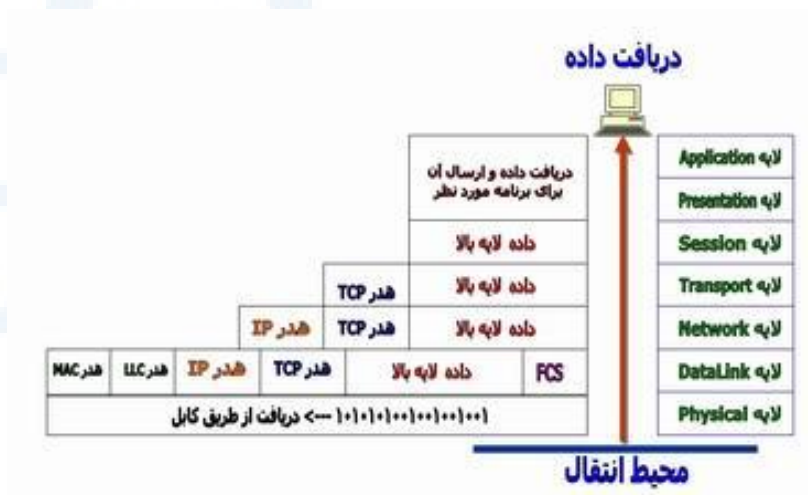 دریافت داده
لایه Application
دریافت داده و ارسال آن
برای برنامه مورد نظر
لایه Presentation
داده لایه بالا
لایه Session
هدر TCP
داده لایه بالا
لایه Transport
هدر IP
هدر TCP
داده لایه بالا
لایه Network
هدر MAC
هدر LLC
هدر IP
هدر TCP
داده لایه بالا
FCS
لایه DataLink
۱۰۱۰۱۰۱۰۰۱۰۰۱۰۰۱۰۰۱ ---> دریافت از طریق کابل
لایه Physical
محیط انتقال